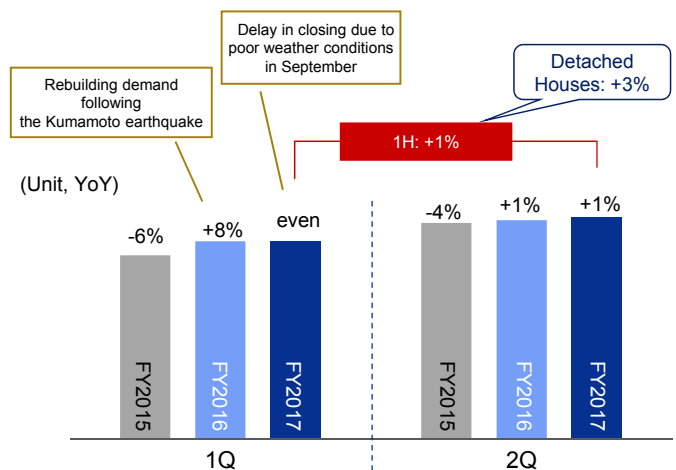 Delay in closing due to
poor weather conditions
in September
Detached
Houses: +3%
Rebuilding demand
following
the Kumamoto earthquake
1H: +1%
(Unit, YoY)
-6%
+8%
even
-4%
+1%
+1%
FY2015
FY2016
FY2017
FY2015
FY2016
FY2017
1Q
2Q